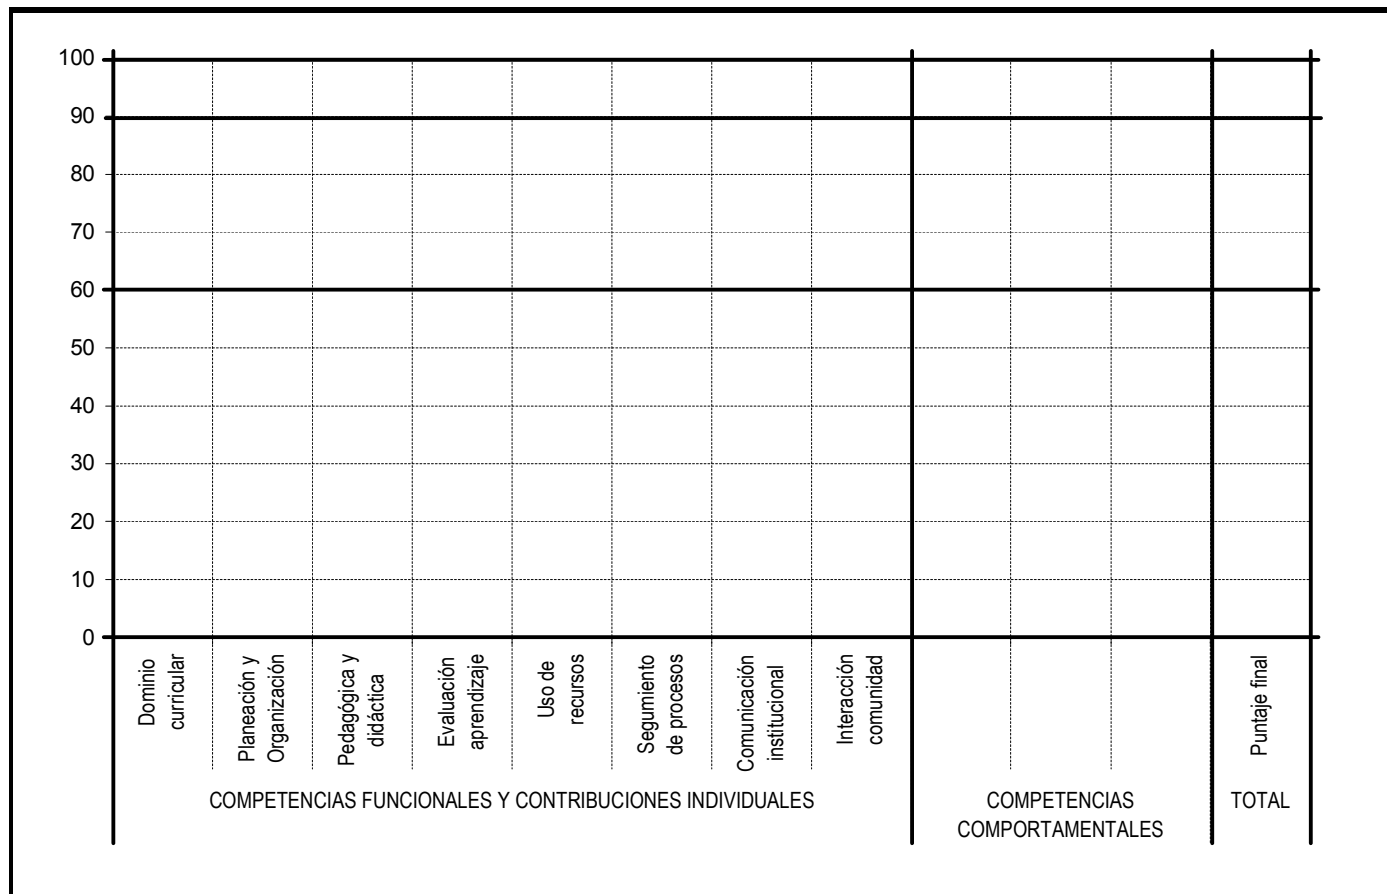 100
90
80
70
60
50
40
30
20
10
0
Dominio
curricular
Planeación y
Organización
Pedagógica y
didáctica
Evaluación
aprendizaje
Uso de
recursos
Segumiento
de procesos
Comunicación
institucional
Interacción
comunidad
Puntaje final
COMPETENCIAS FUNCIONALES Y CONTRIBUCIONES INDIVIDUALES
COMPETENCIAS
COMPORTAMENTALES
TOTAL